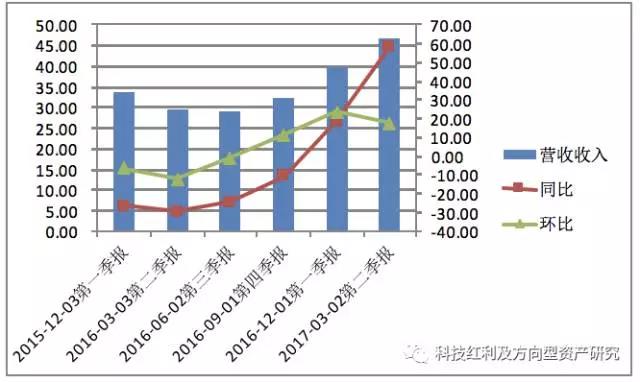 50.00
45.00
40.00
35.00
30.00
25.00
20.00
15.00
10.00
5.00
0.00
70.00
60.00
50.00
40.00
30.00
20.00
10.00
0.00
-10.00
-20.00
-30.00
-40.00
营收收入
同比
环比
2015-12-03第一季报
2016-03-03第二季报
2016-06-02第三季报
2016-09-01第四季报
2016-12-01第一季报
2017-03-02第二季报
科技红利及方向型资产研究